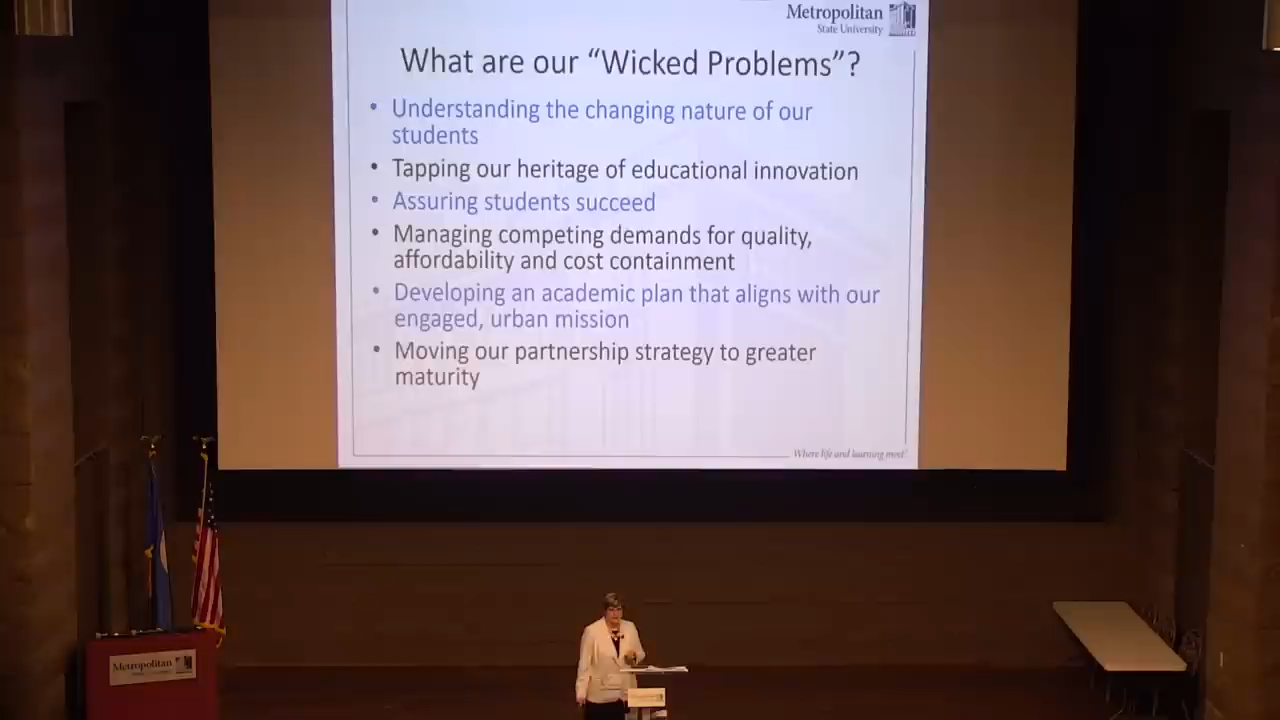 Metropolitan
State University
What are our “Wicked Problems”?
• Understanding the changing nature of our
students
• Tapping our heritage of educational innovation
• Assuring students succeed
• Managing competing demands for quality,
affordability and cost containment
• Developing an academic plan that aligns with our
engaged, urban mission
• Moving our partnership strategy to greater
maturity
Where life and learning meet!
Metropolitan